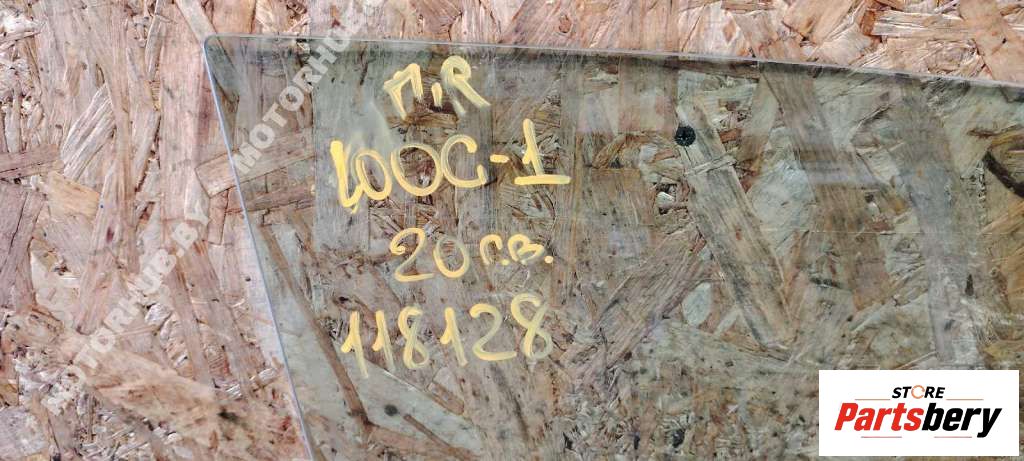 П.Р
100С-1
20 г.в.
118128
MOTORHUB.BY
MOTORHUB.BY
STORE
Partsbery